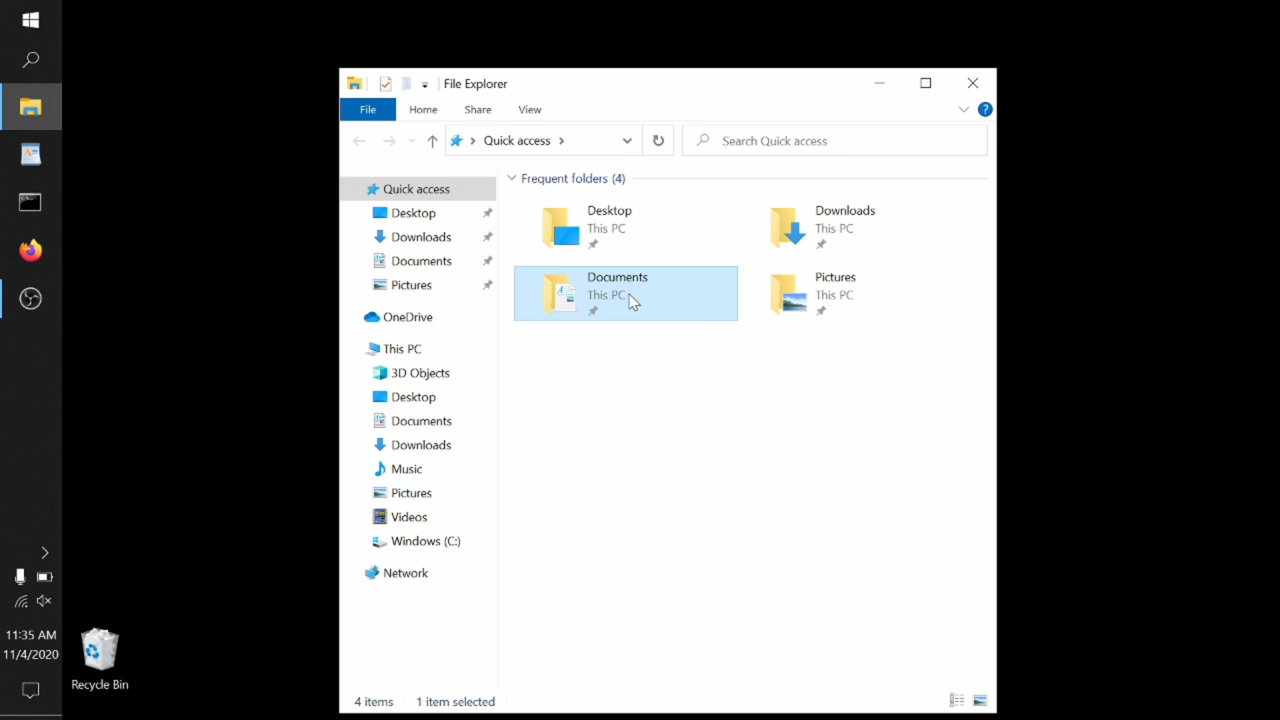 File Explorer
File Home Share View
Quick access
Search Quick access
Quick access
Desktop
Downloads
Documents
Pictures
OneDrive
This PC
3D Objects
Desktop
Documents
Downloads
Music
Pictures
Videos
Windows (C:)
Network
Frequent folders (4)
Desktop
This PC
Downloads
This PC
Documents
This PC
Pictures
This PC
4 items 1 item selected
11:35 AM
11/4/2020
Recycle Bin